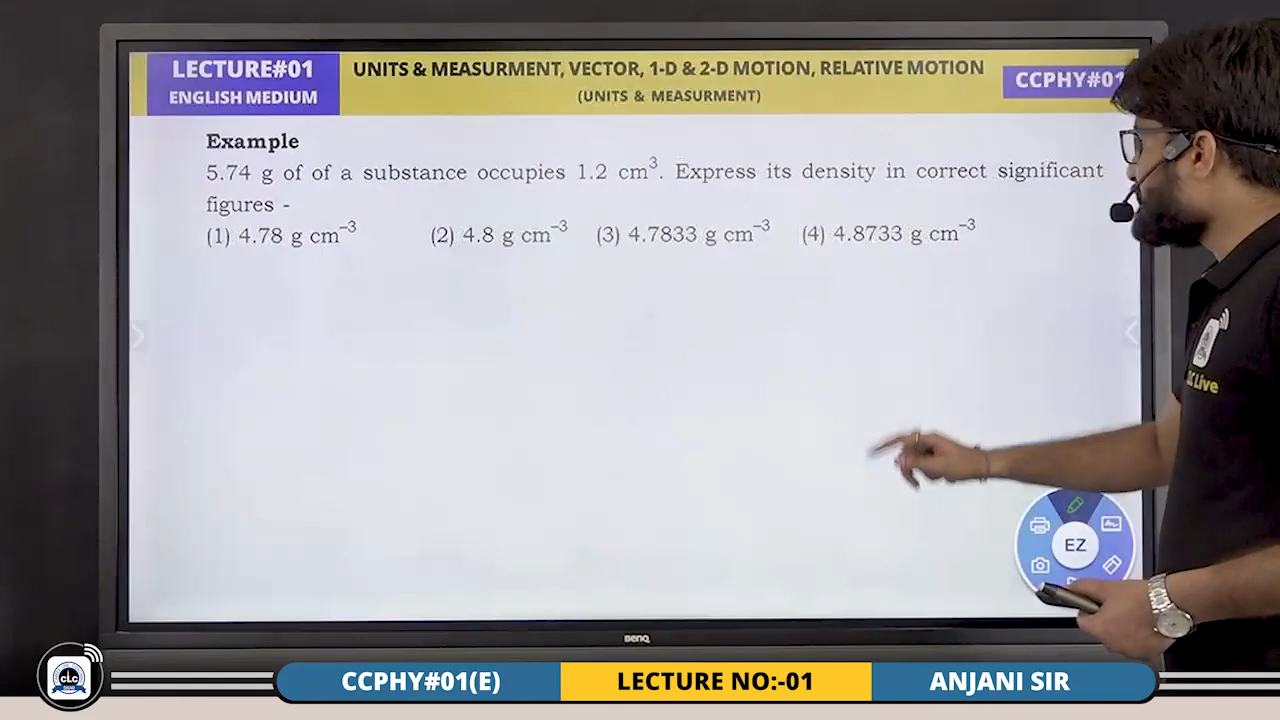 LECTURE#01
ENGLISH MEDIUM
UNITS & MEASURMENT, VECTOR, 1-D & 2-D MOTION, RELATIVE MOTION
(UNITS & MEASURMENT)
CCPHY#01
Example
5.74 g of of a substance occupies 1.2 cm³. Express its density in correct significant
figures -
(1) 4.78 g cm⁻³ (2) 4.8 g cm⁻³ (3) 4.7833 g cm⁻³ (4) 4.8733 g cm⁻³
Live
EZ
BenQ
CLC
CCPHY#01(E) LECTURE NO:-01 ANJANI SIR